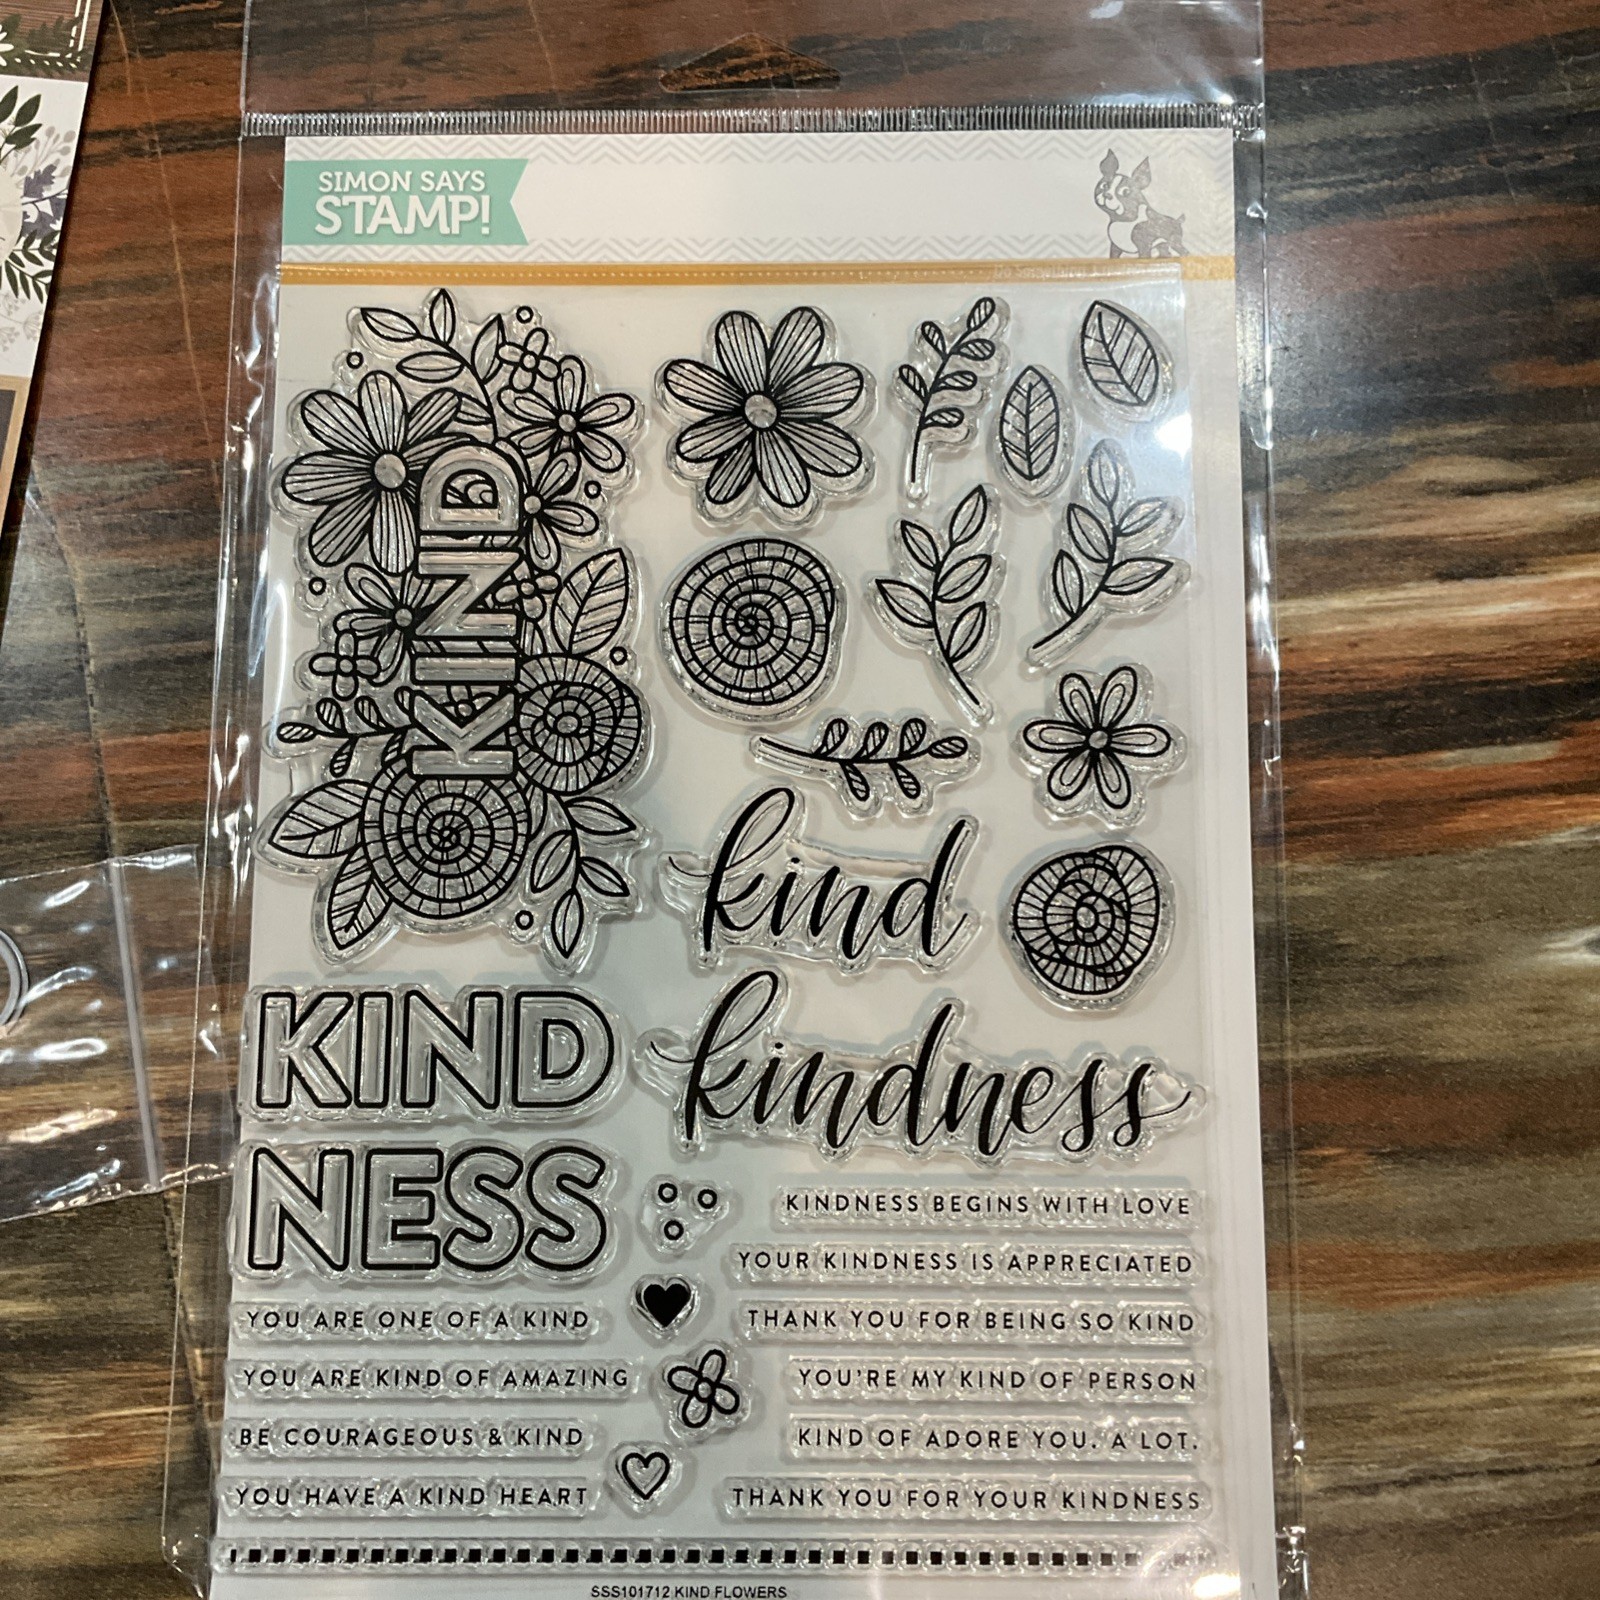 SIMON SAYS
STAMP!
KIND
kind
kindness
KIND
NESS
YOU ARE ONE OF A KIND
YOU ARE KIND OF AMAZING
BE COURAGEOUS & KIND
YOU HAVE A KIND HEART
KINDNESS BEGINS WITH LOVE
YOUR KINDNESS IS APPRECIATED
THANK YOU FOR BEING SO KIND
YOU'RE MY KIND OF PERSON
KIND OF ADORE YOU. A LOT.
THANK YOU FOR YOUR KINDNESS
SSS101712 KIND FLOWERS